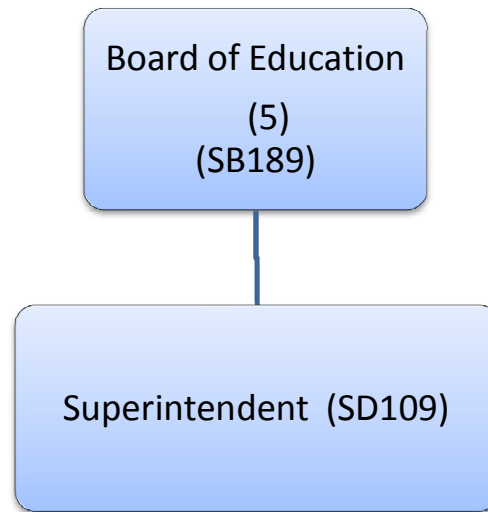 Board of Education
(5)
(SB189)
Superintendent (SD109)